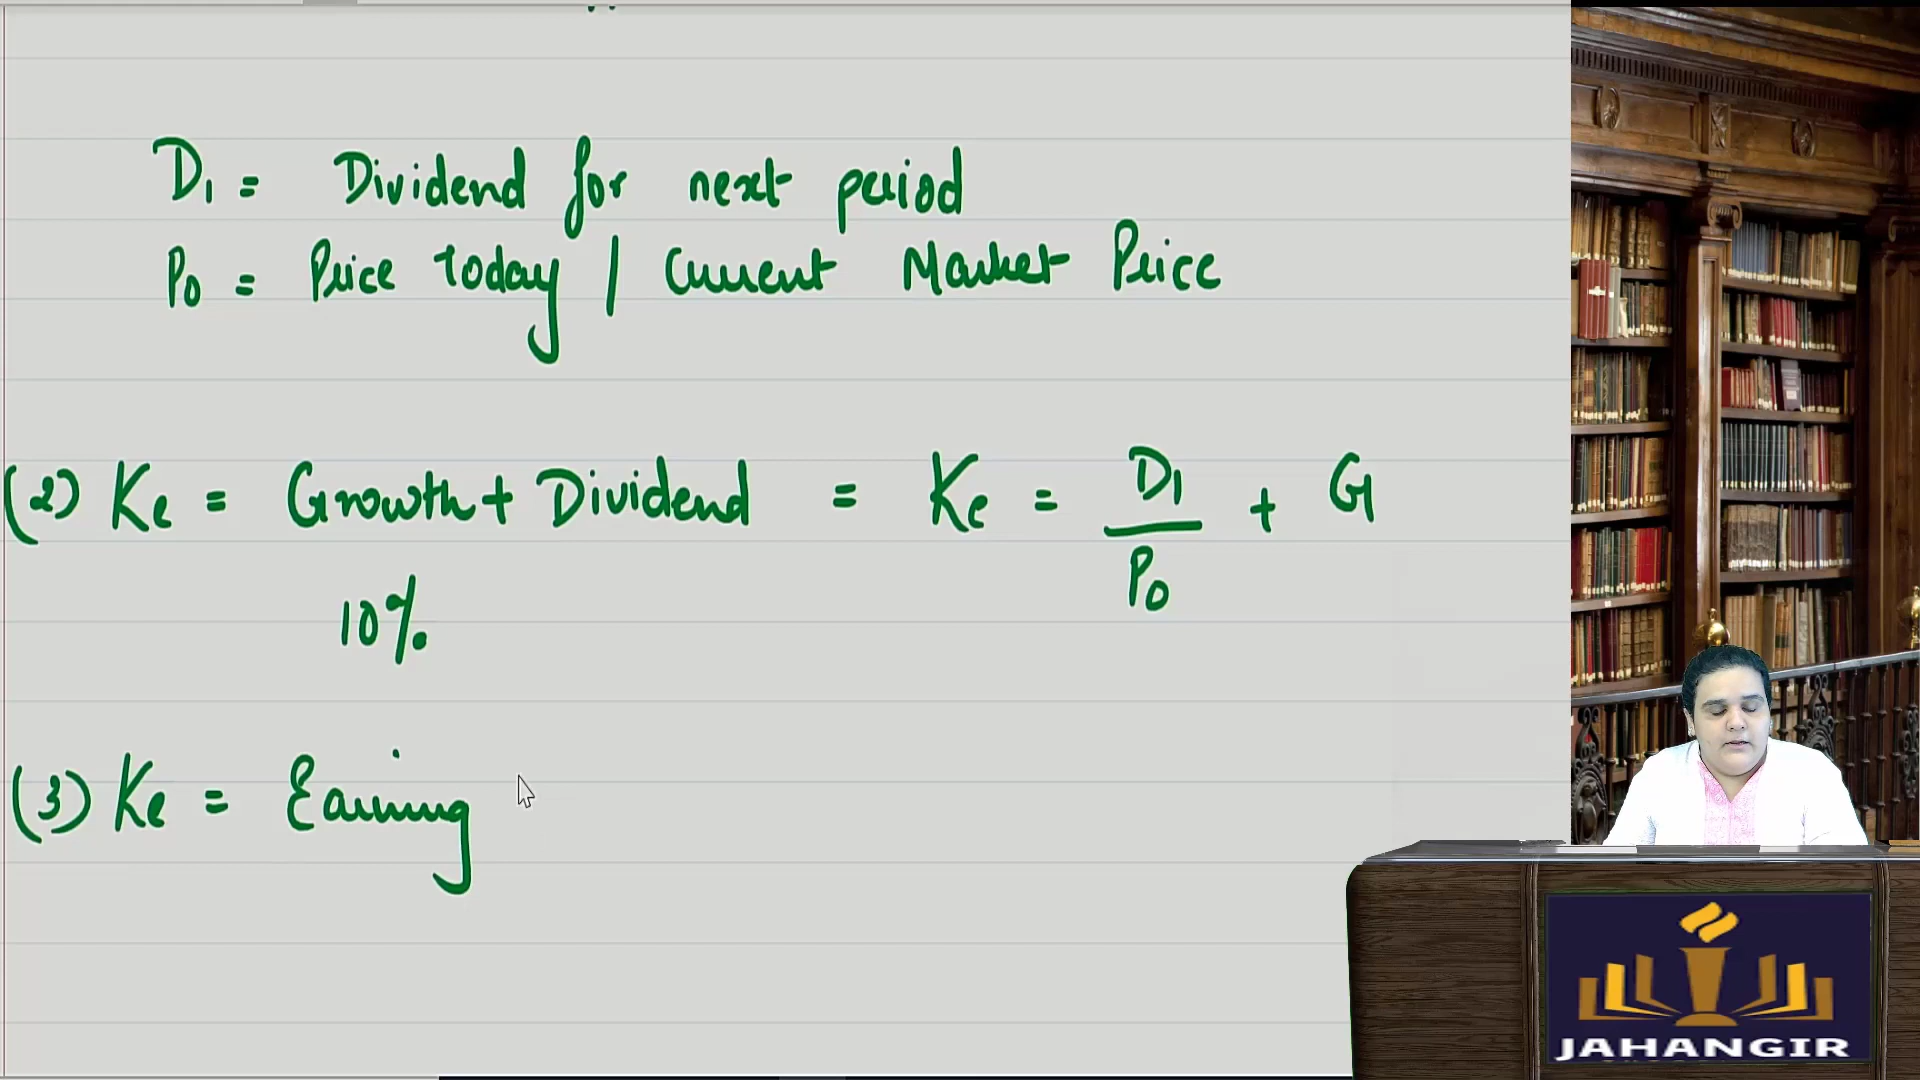 D1 = Dividend for next period
P0 = Price today / Current Market Price
(2) Ke = Growth + Dividend = Ke = D1 / P0 + G
10%
(3) Ke = Earning
JAHANGIR